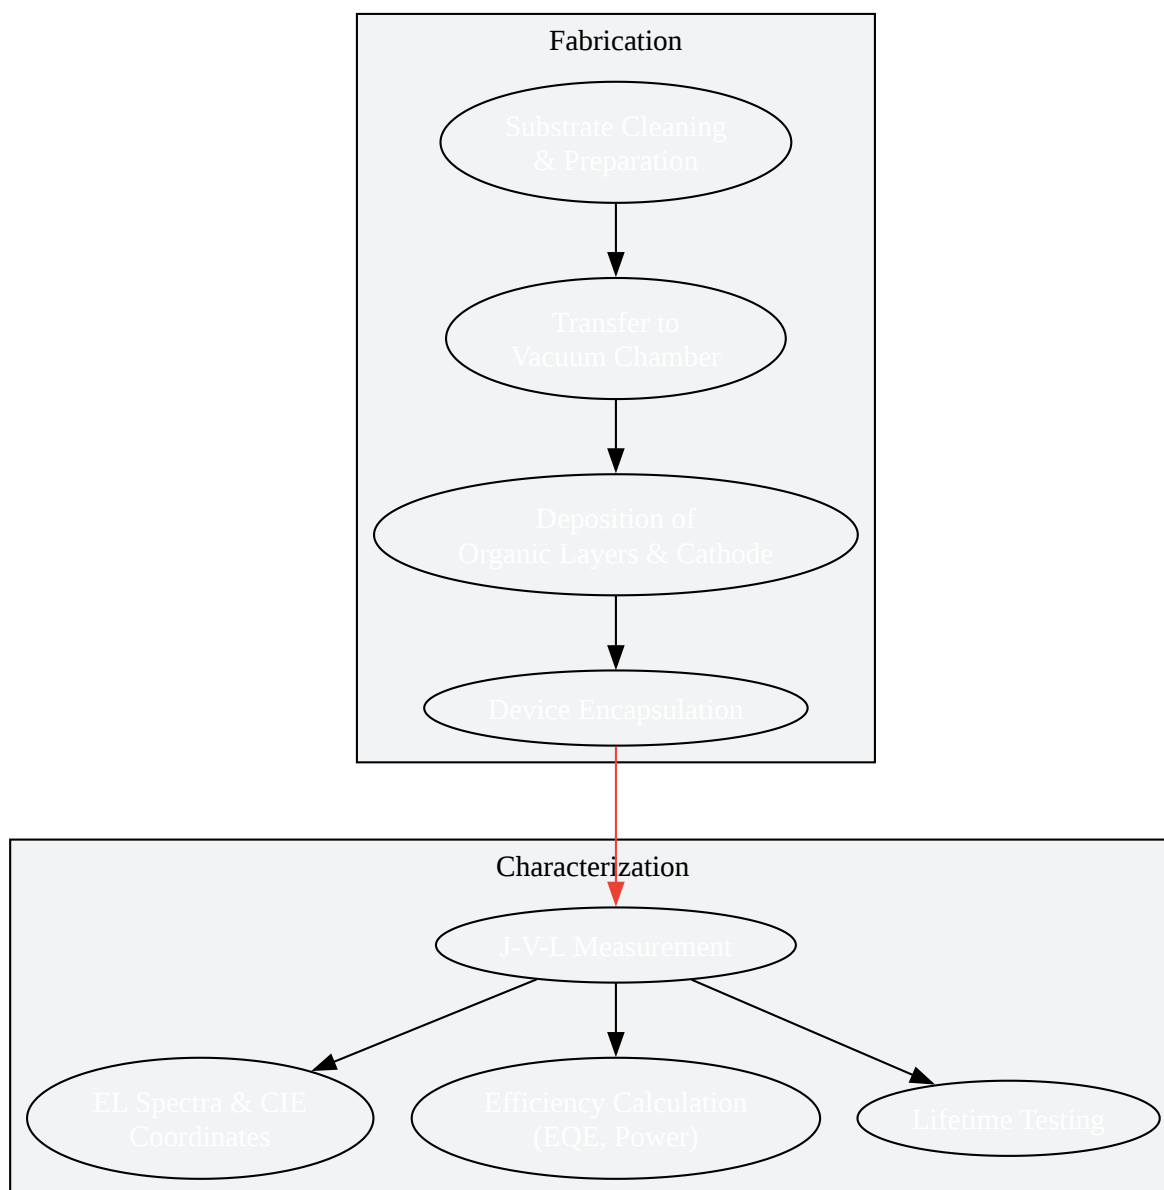 Fabrication
Substrate Cleaning
& Preparation
Transfer to
Vacuum Chamber
Deposition of
Organic Layers & Cathode
Device Encapsulation
Characterization
J-V-L Measurement
EL Spectra & CIE
Coordinates
Efficiency Calculation
(EQE, Power)
Lifetime Testing